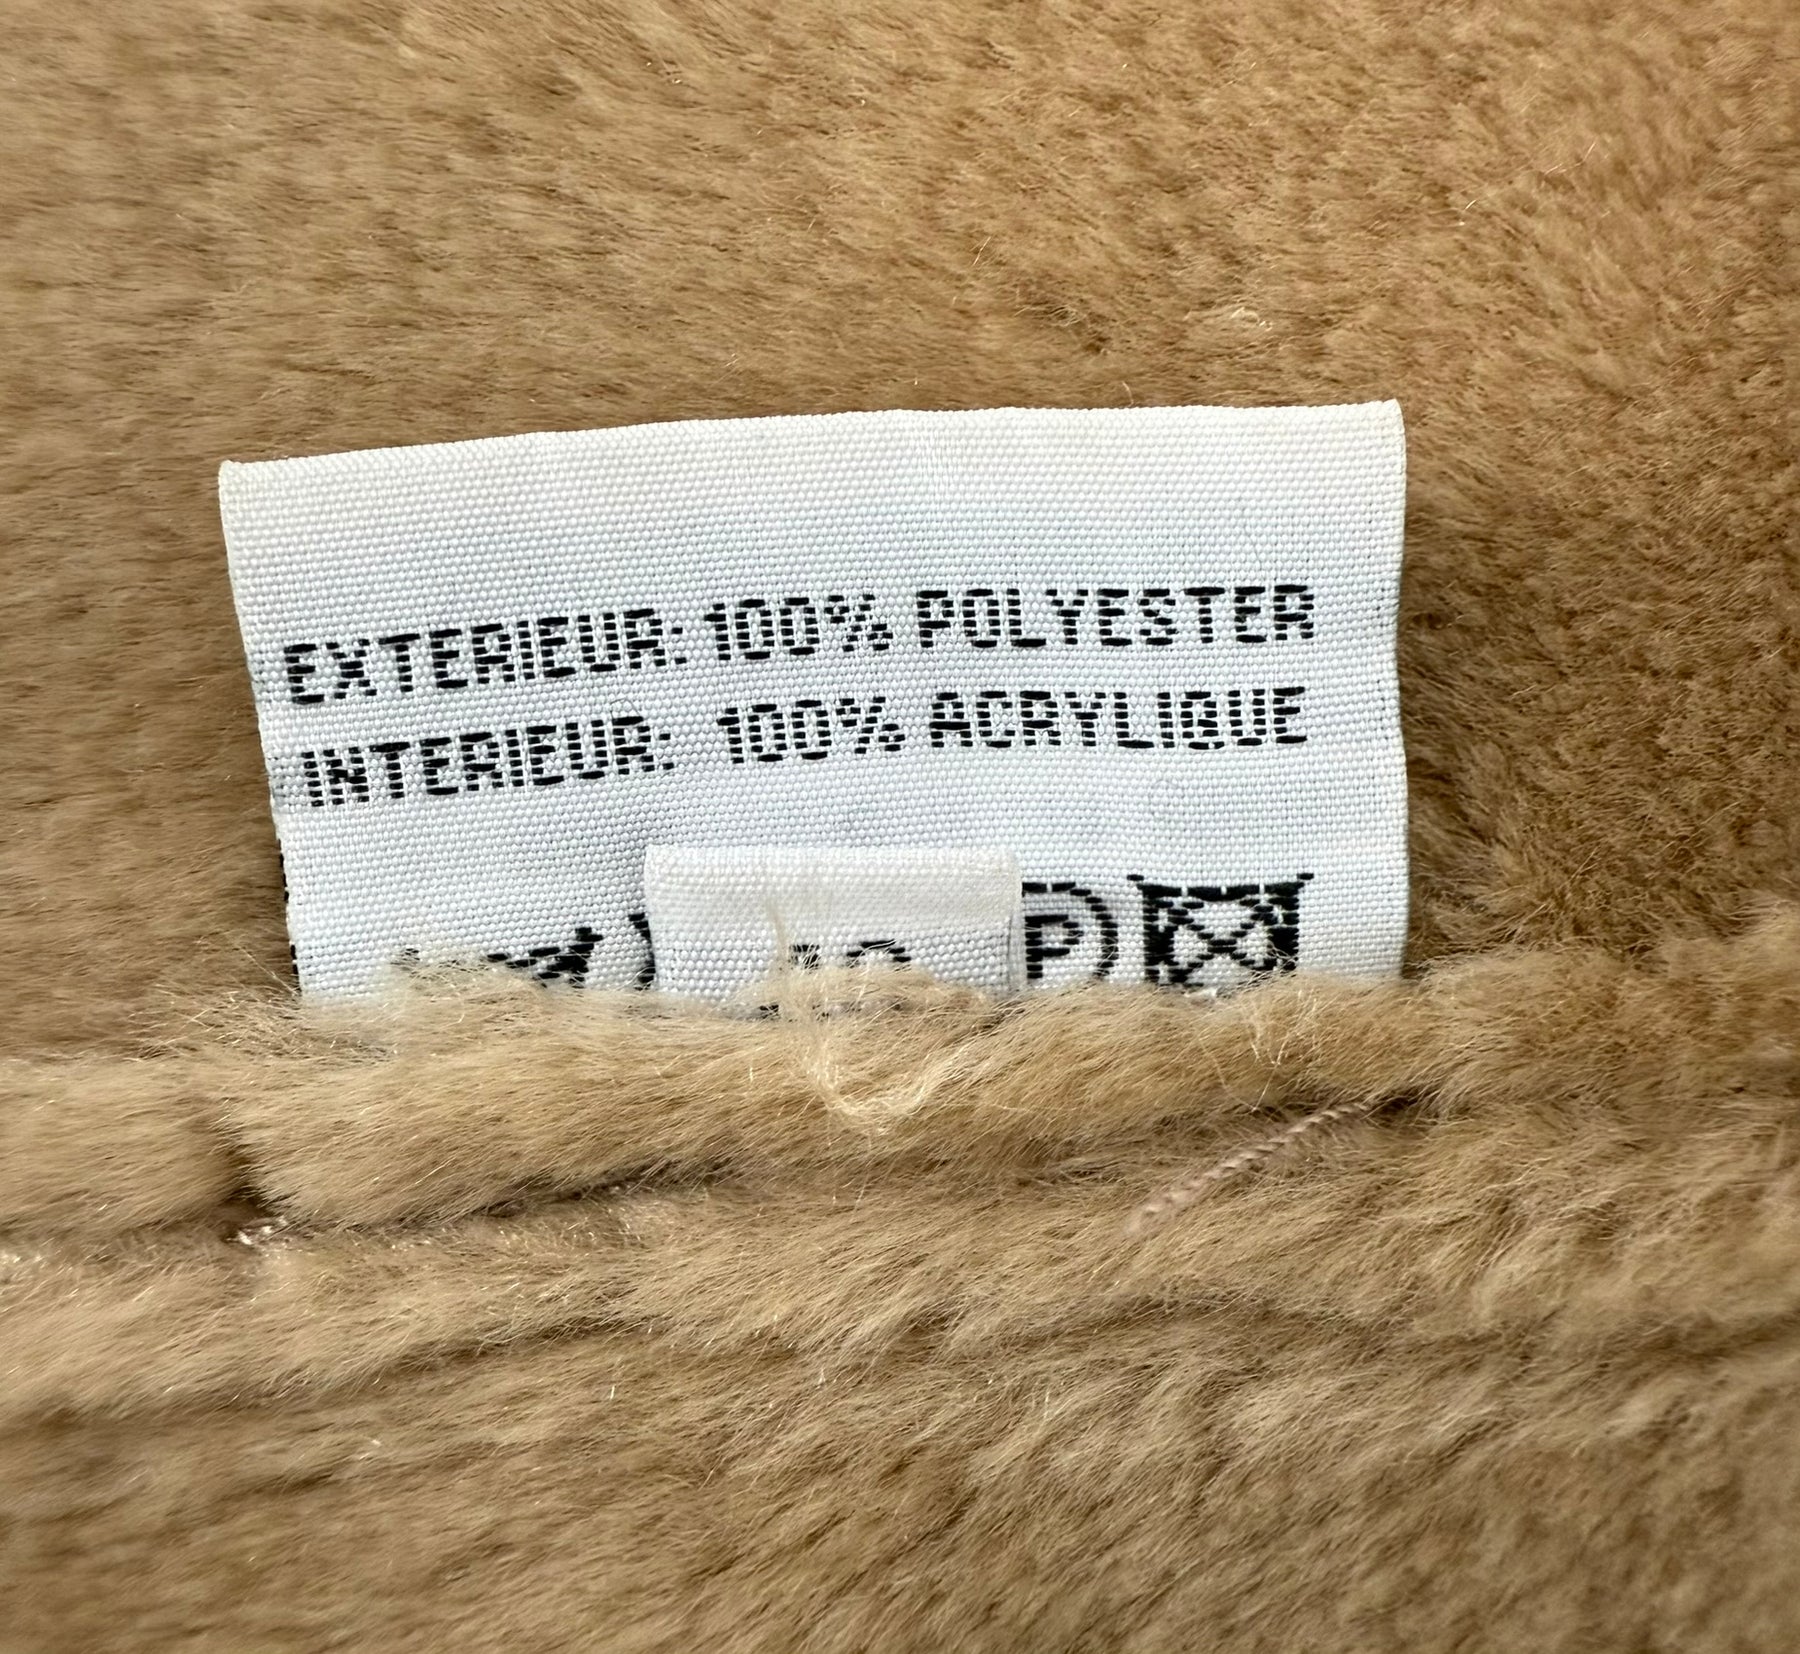 EXTERIEUR: 100% POLYESTER
INTERIEUR: 100% ACRYLIQUE
P